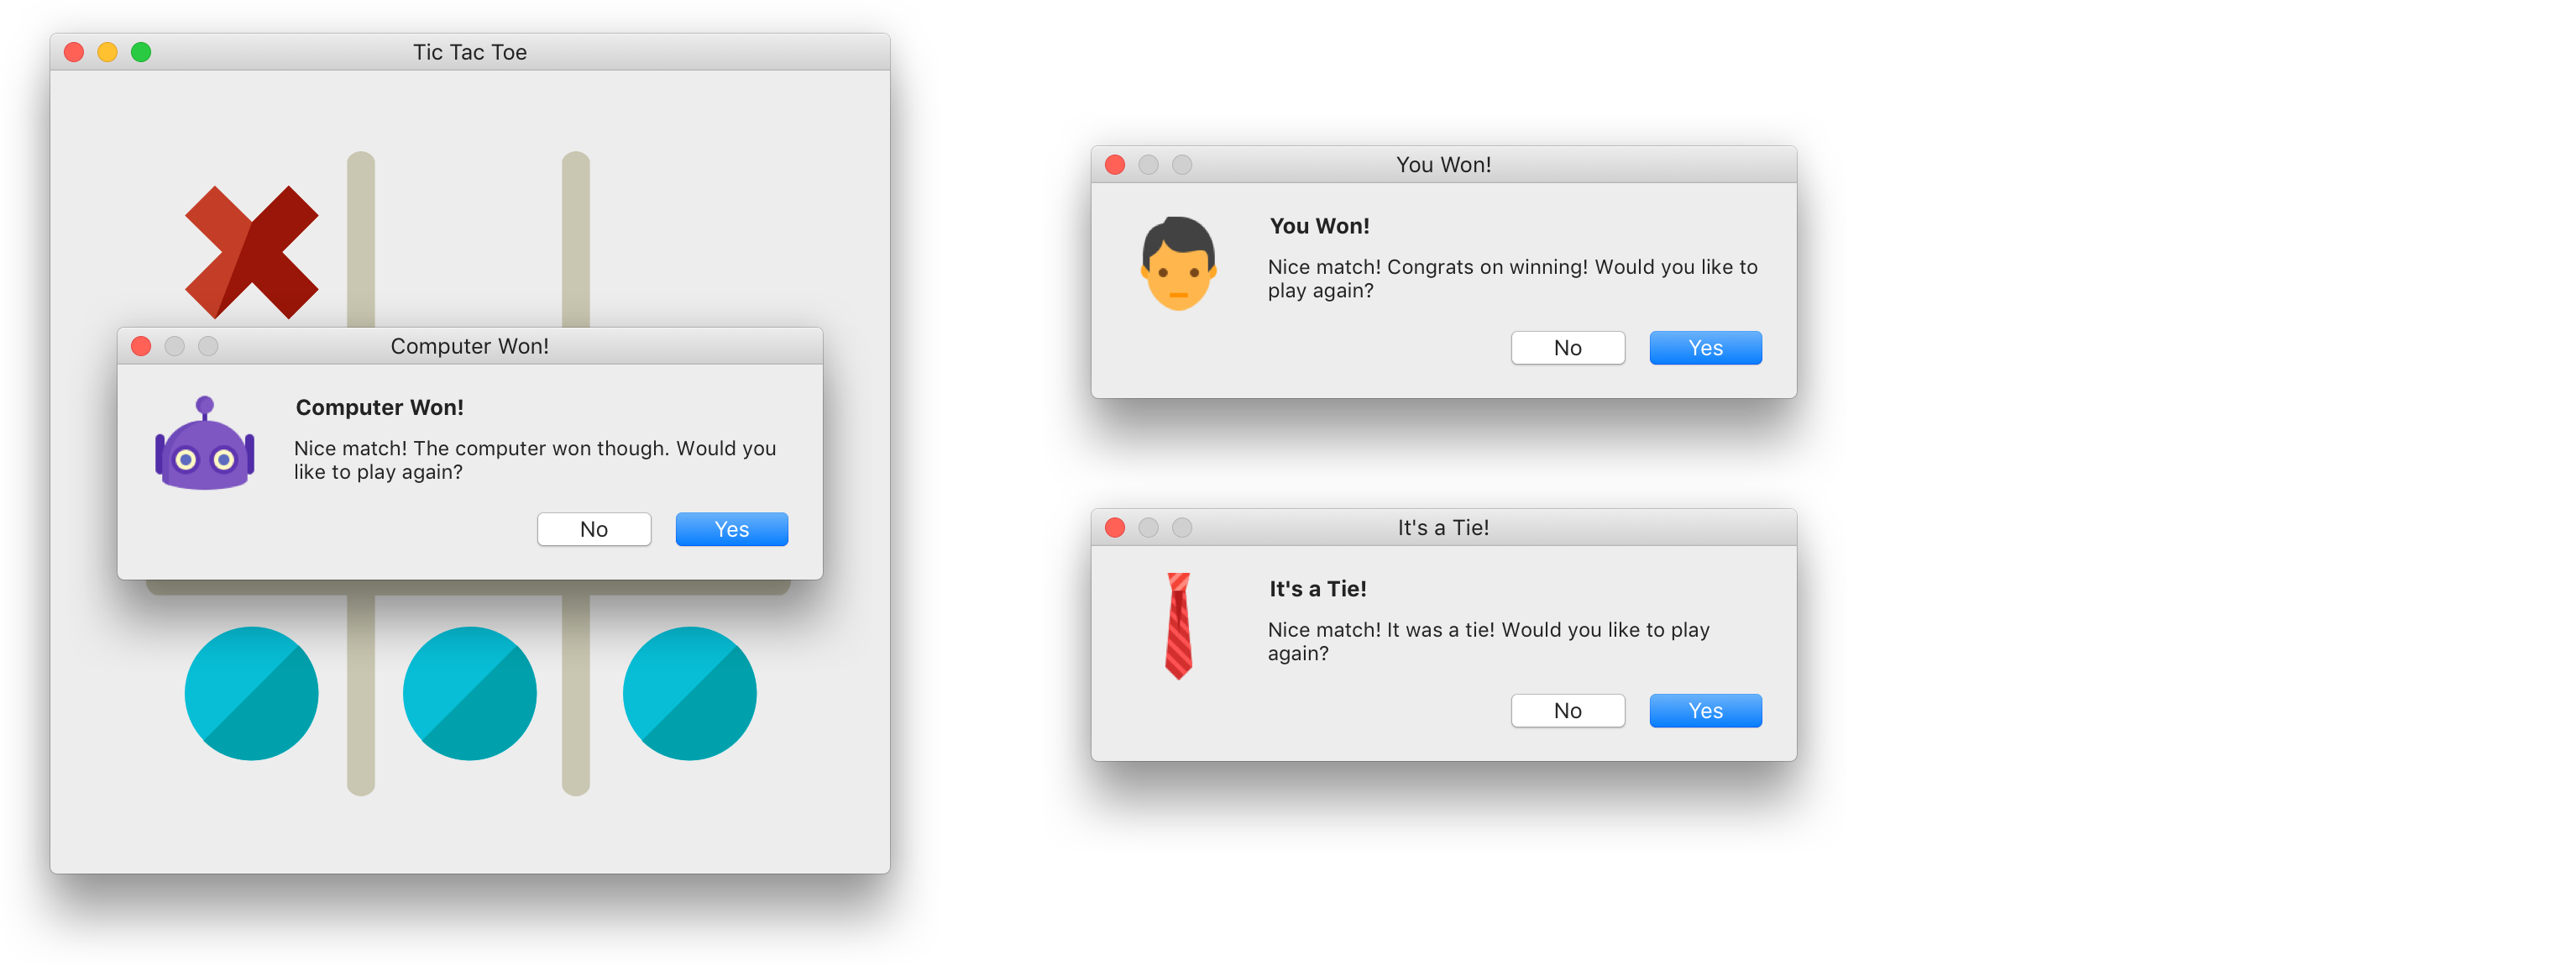 Tic Tac Toe
Computer Won!
Computer Won!
Nice match! The computer won though. Would you
like to play again?
No
Yes
You Won!
You Won!
Nice match! Congrats on winning! Would you like to
play again?
No
Yes
It's a Tie!
It's a Tie!
Nice match! It was a tie! Would you like to play
again?
No
Yes